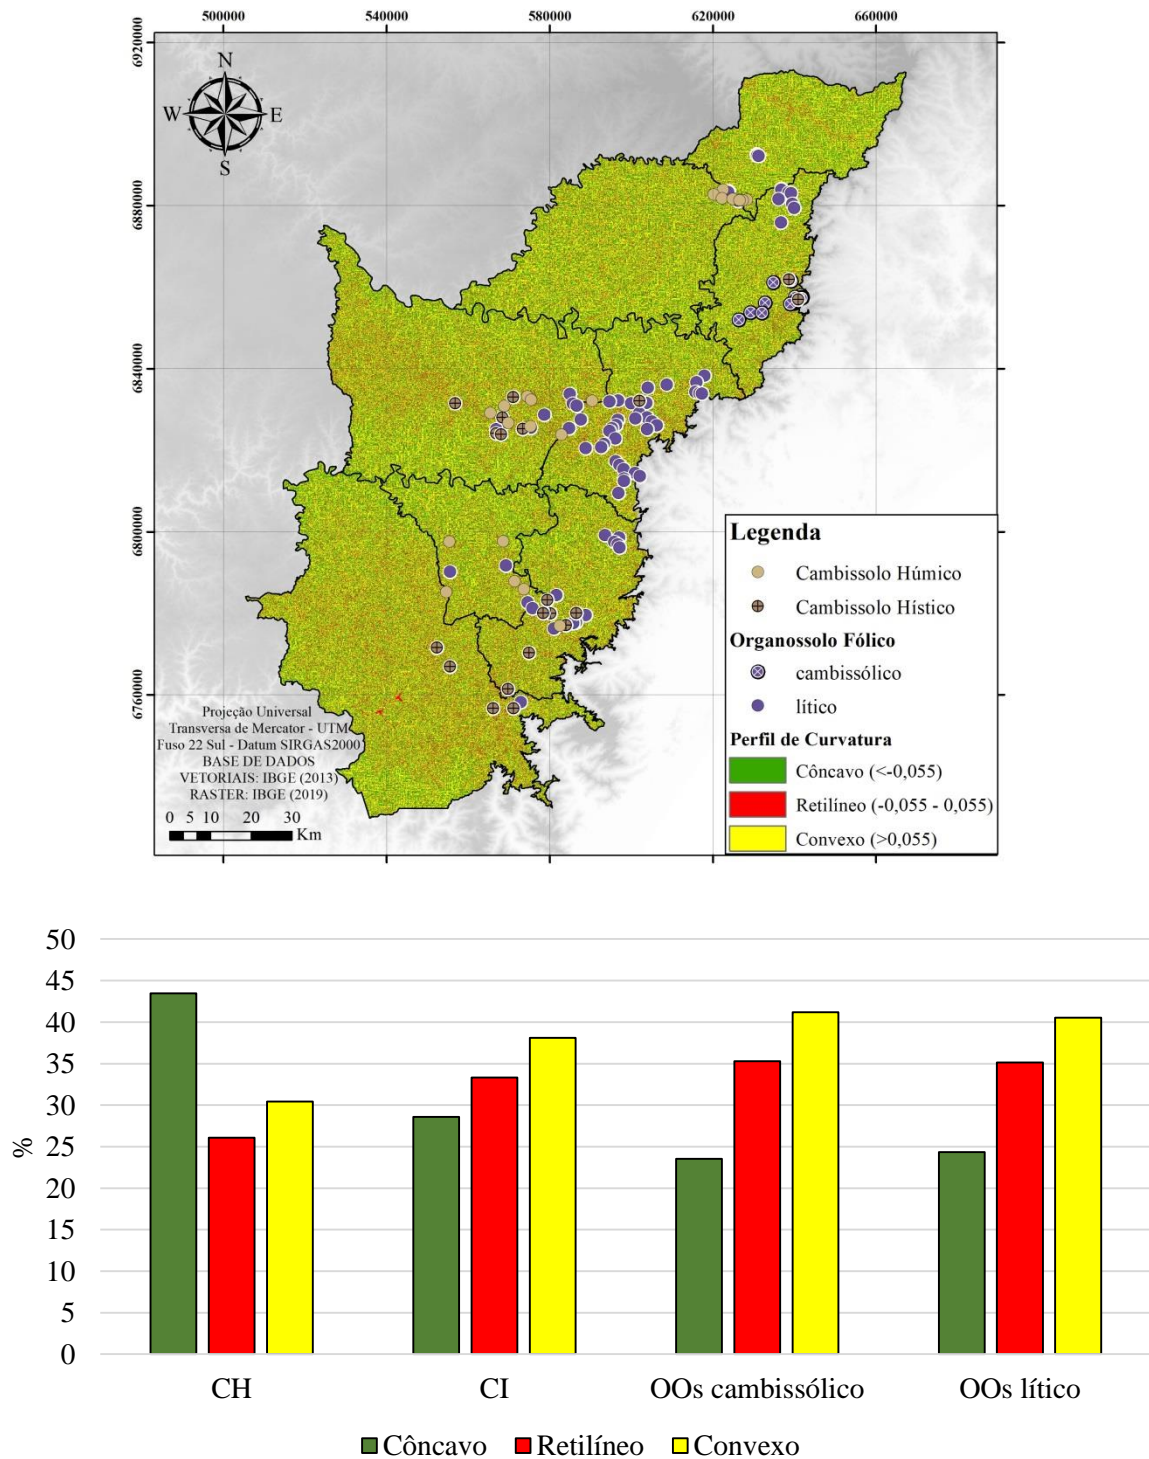 500000 540000 580000 620000 660000
6920000
6880000
6840000
6800000
6760000
N
W E
S
Projeção Universal
Transversa de Mercator - UTM
Fuso 22 Sul - Datum SIRGAS2000
BASE DE DADOS
VETORIAIS: IBGE (2013)
RASTER: IBGE (2019)
0 5 10 20 30
Km
Legenda
Cambissolo Húmico
Cambissolo Hístico
Organossolo Fólico
cambissólico
lítico
Perfil de Curvatura
Côncavo (<-0,055)
Retilíneo (-0,055 - 0,055)
Convexo (>0,055)
50
45
40
35
30
25
20
15
10
5
0
%
CH CI OOs cambissólico OOs lítico
Côncavo Retilíneo Convexo